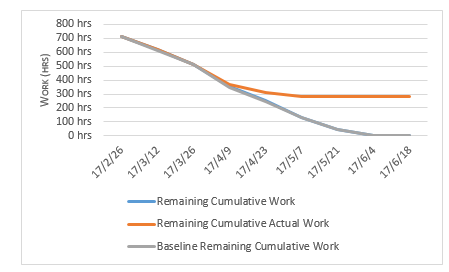 800 hrs
700 hrs
600 hrs
500 hrs
400 hrs
300 hrs
200 hrs
100 hrs
0 hrs
WORK (HRS)
17/2/26
17/3/12
17/3/26
17/4/9
17/4/23
17/5/7
17/5/21
17/6/4
17/6/18
Remaining Cumulative Work
Remaining Cumulative Actual Work
Baseline Remaining Cumulative Work